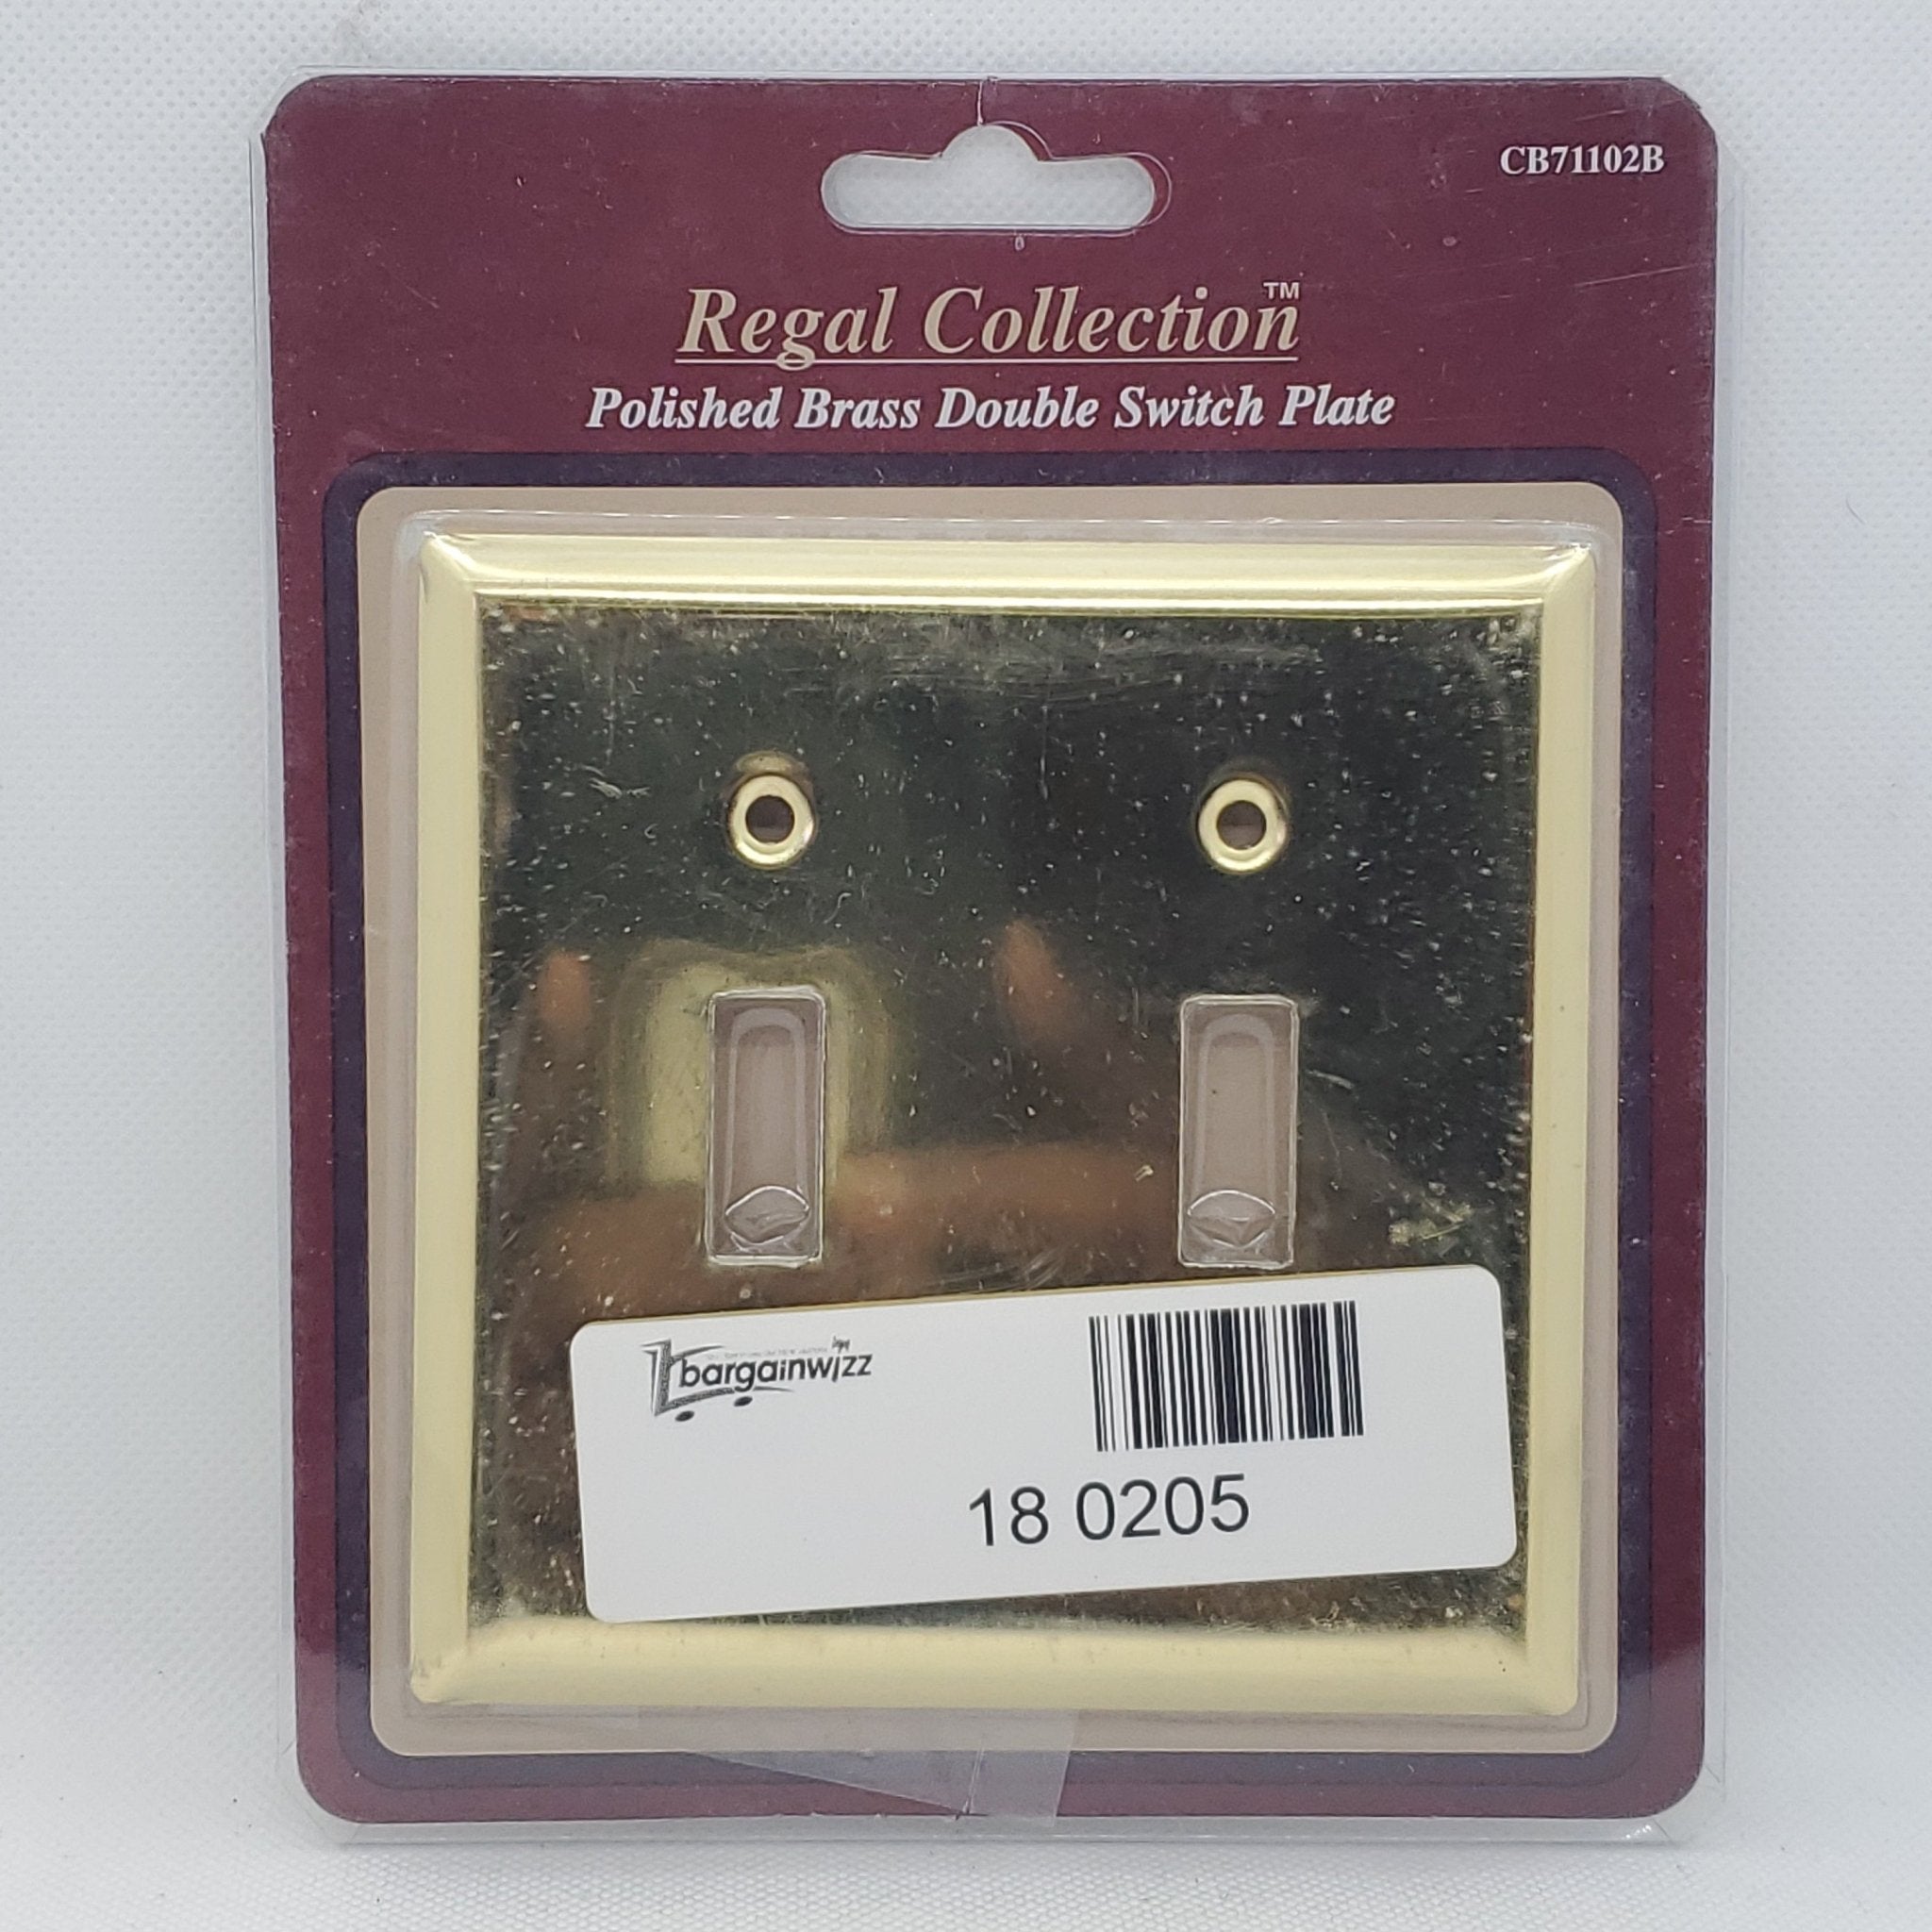 CB71102B
Regal Collection™
Polished Brass Double Switch Plate
bargainwizz
18 0205